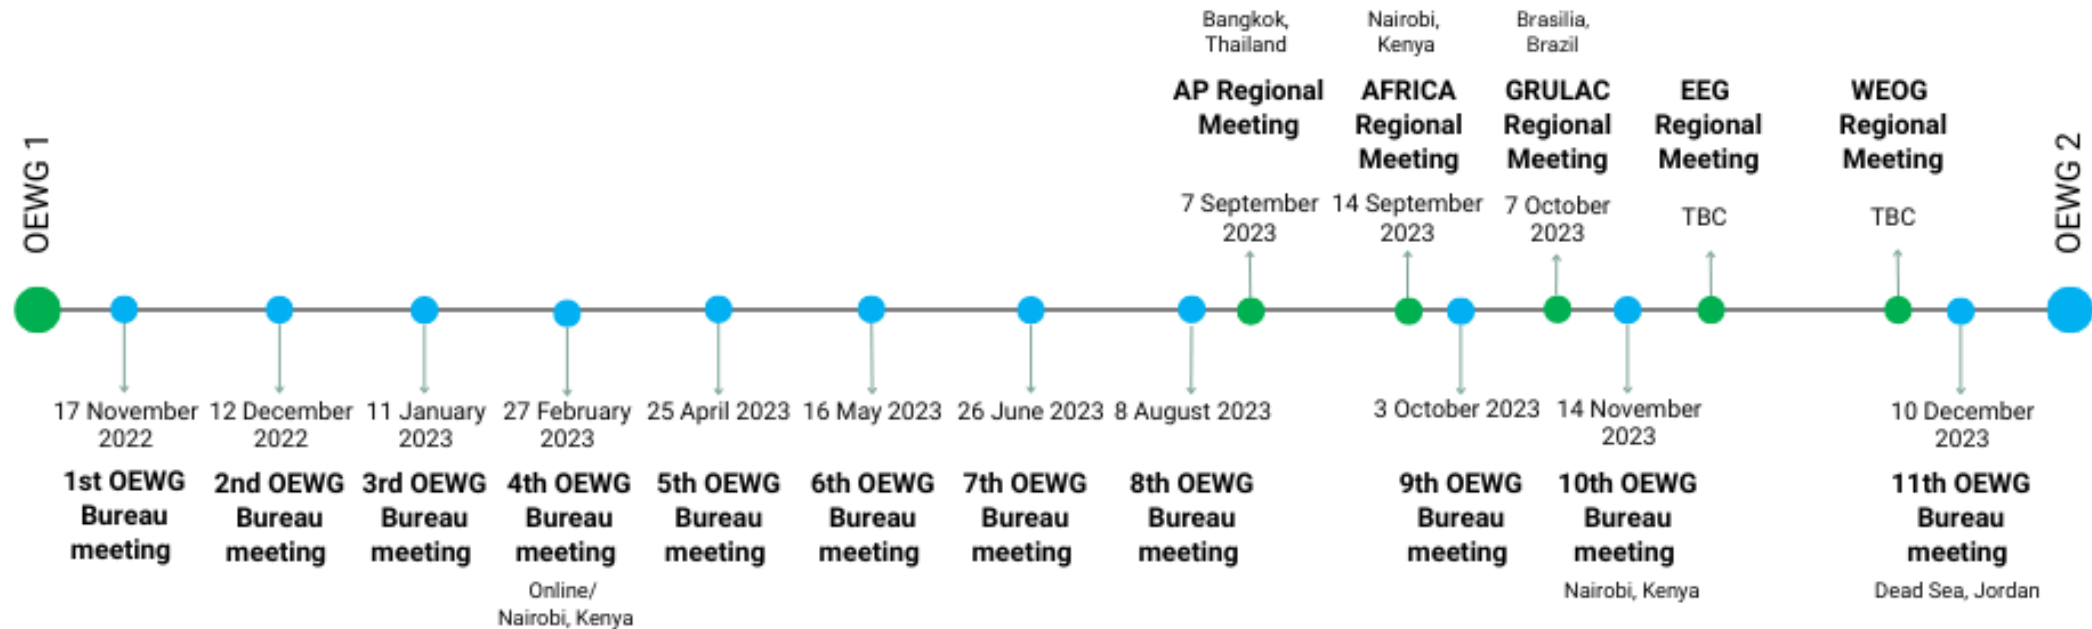 OEWG 1
Bangkok,
Thailand
AP Regional
Meeting
7 September
2023
Nairobi,
Kenya
AFRICA
Regional
Meeting
14 September
2023
Brasilia,
Brazil
GRULAC
Regional
Meeting
7 October
2023
EEG
Regional
Meeting
TBC
WEOG
Regional
Meeting
TBC
OEWG 2
17 November
2022
1st OEWG
Bureau
meeting
12 December
2022
2nd OEWG
Bureau
meeting
11 January
2023
3rd OEWG
Bureau
meeting
27 February
2023
4th OEWG
Bureau
meeting
Online/
Nairobi, Kenya
25 April 2023
5th OEWG
Bureau
meeting
16 May 2023
6th OEWG
Bureau
meeting
26 June 2023
7th OEWG
Bureau
meeting
8 August 2023
8th OEWG
Bureau
meeting
3 October 2023
9th OEWG
Bureau
meeting
14 November
2023
10th OEWG
Bureau
meeting
Nairobi, Kenya
10 December
2023
11th OEWG
Bureau
meeting
Dead Sea, Jordan